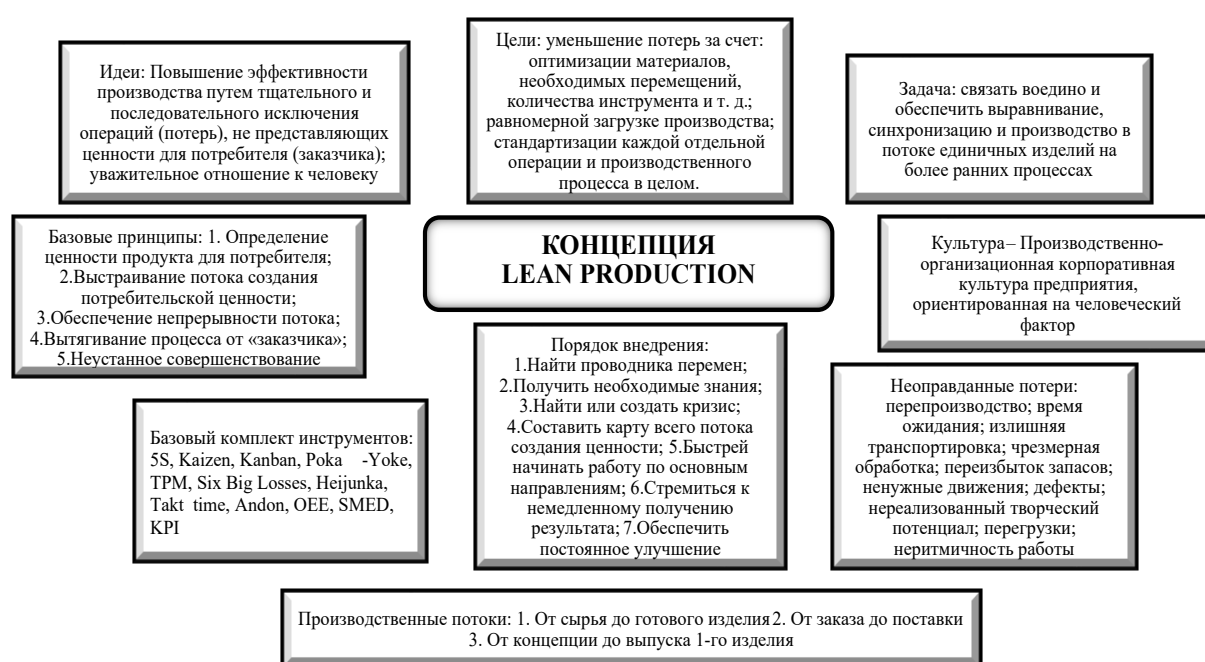 Идеи: Повышение эффективности
производства путем тщательного и
последовательного исключения
операций (потерь), не представляющих
ценности для потребителя (заказчика);
уважительное отношение к человеку
Цели: уменьшение потерь за счет:
оптимизации материалов,
необходимых перемещений,
количества инструмента и т. д.;
равномерной загрузке производства;
стандартизации каждой отдельной
операции и производственного
процесса в целом.
Задача: связать воедино и
обеспечить выравнивание,
синхронизацию и производство в
потоке единичных изделий на
более ранних процессах
Базовые принципы: 1. Определение
ценности продукта для потребителя;
2.Выстраивание потока создания
потребительской ценности;
3.Обеспечение непрерывности потока;
4.Вытягивание процесса от «заказчика»;
5.Неустанное совершенствование
КОНЦЕПЦИЯ
LEAN PRODUCTION
Культура– Производственно-
организационная корпоративная
культура предприятия,
ориентированная на человеческий
фактор
Базовый комплект инструментов:
5S, Kaizen, Kanban, Poka -Yoke,
TPM, Six Big Losses, Heijunka,
Takt time, Andon, OEE, SMED,
KPI
Порядок внедрения:
1.Найти проводника перемен;
2.Получить необходимые знания;
3.Найти или создать кризис;
4.Составить карту всего потока
создания ценности; 5.Быстрей
начинать работу по основным
направлениям; 6.Стремиться к
немедленному получению
результата; 7.Обеспечить
постоянное улучшение
Неоправданные потери:
перепроизводство; время
ожидания; излишняя
транспортировка; чрезмерная
обработка; переизбыток запасов;
ненужные движения; дефекты;
нереализованный творческий
потенциал; перегрузки;
неритмичность работы
Производственные потоки: 1. От сырья до готового изделия 2. От заказа до поставки
3. От концепции до выпуска 1-го изделия